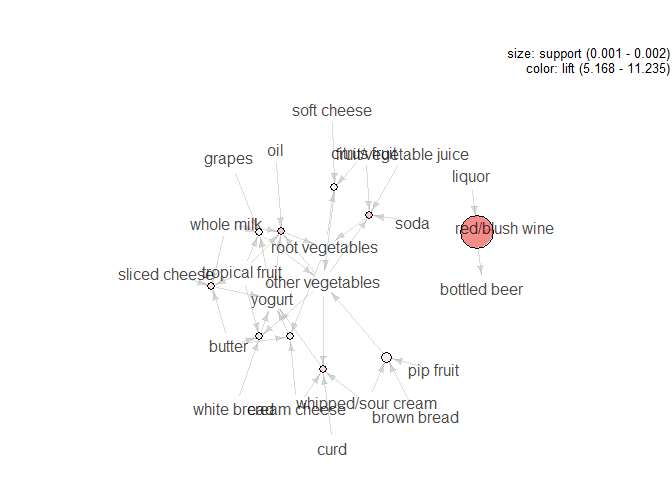 size: support (0.001 - 0.002)
color: lift (5.168 - 11.235)
soft cheese
oil
citrus fruit
fruit/vegetable juice
grapes
liquor
whole milk
soda
red/blush wine
root vegetables
sliced cheese
tropical fruit
other vegetables
bottled beer
yogurt
butter
pip fruit
white bread
cream cheese
whipped/sour cream
brown bread
curd